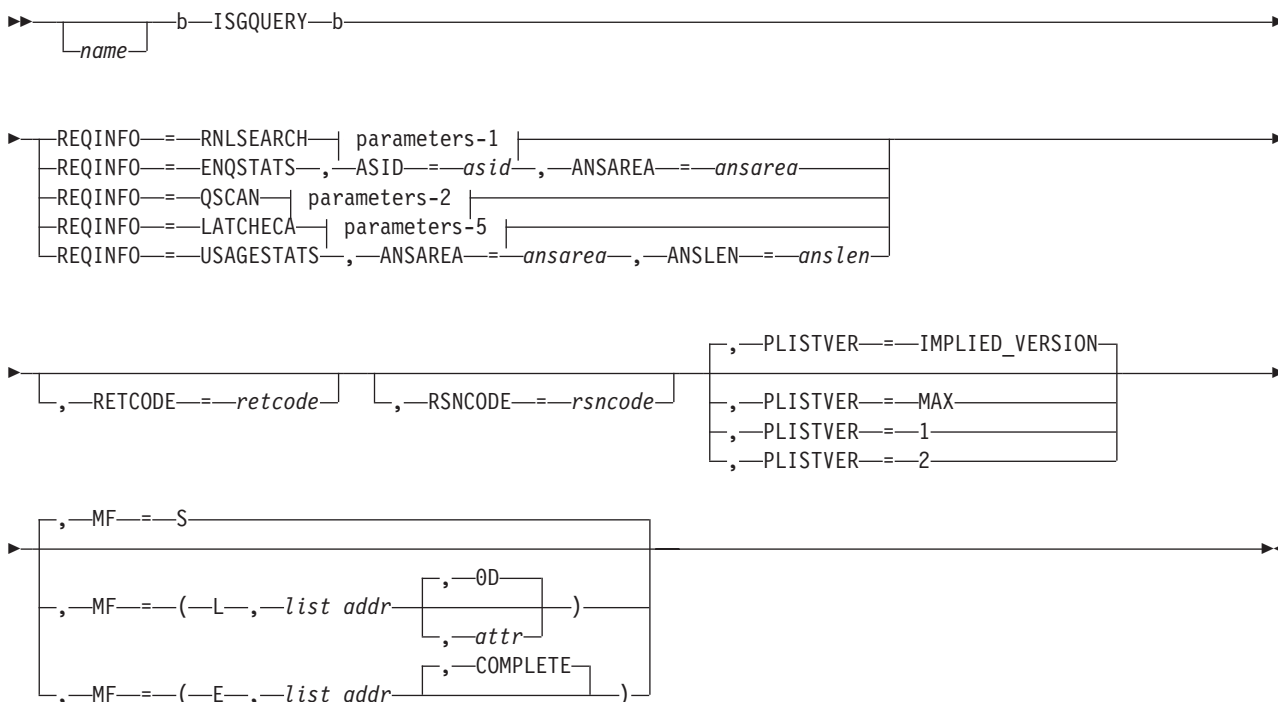 b ISGQUERY b
name
REQINFO = RNLSEARCH parameters-1
REQINFO = ENQSTATS , ASID = asid , ANSAREA = ansarea
REQINFO = QSCAN parameters-2
REQINFO = LATCHECA parameters-5
REQINFO = USAGESTATS , ANSAREA = ansarea , ANSLEN = anslen
, PLISTVER = IMPLIED_VERSION
, RETCODE = retcode , RSNCODE = rsncode , PLISTVER = MAX
, PLISTVER = 1
, PLISTVER = 2
, MF = S
, 0D
, MF = ( L , list addr )
, attr
, COMPLETE
, MF = ( E , list addr )